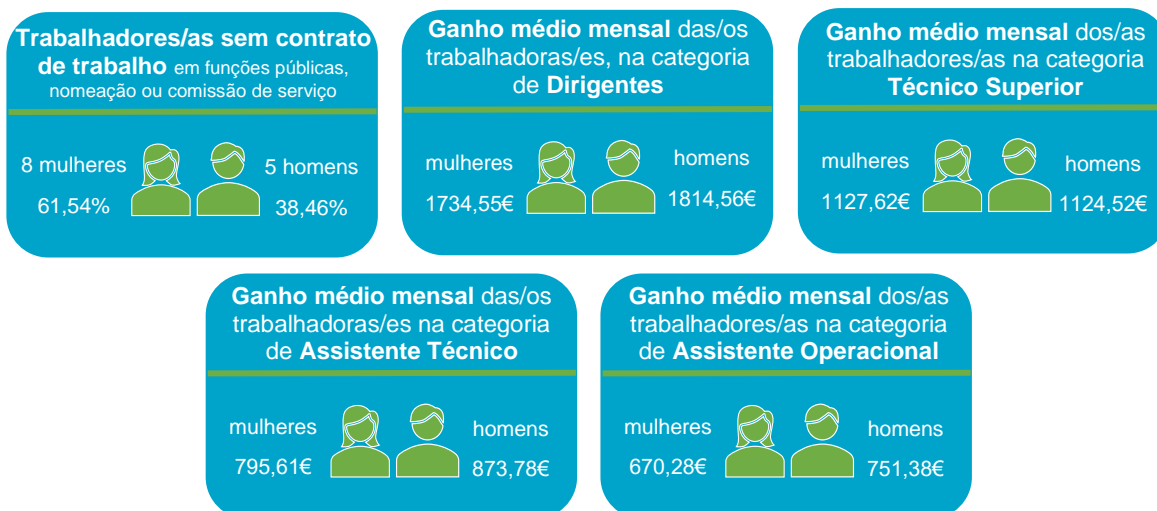 Trabalhadores/as sem contrato
de trabalho em funções públicas,
nomeação ou comissão de serviço
8 mulheres
5 homens
61,54%
38,46%
Ganho médio mensal das/os
trabalhadoras/es, na categoria
de Dirigentes
mulheres
homens
1734,55€
1814,56€
Ganho médio mensal dos/as
trabalhadores/as na categoria
Técnico Superior
mulheres
homens
1127,62€
1124,52€
Ganho médio mensal das/os
trabalhadoras/es na categoria
de Assistente Técnico
mulheres
homens
795,61€
873,78€
Ganho médio mensal dos/as
trabalhadores/as na categoria
de Assistente Operacional
mulheres
homens
670,28€
751,38€